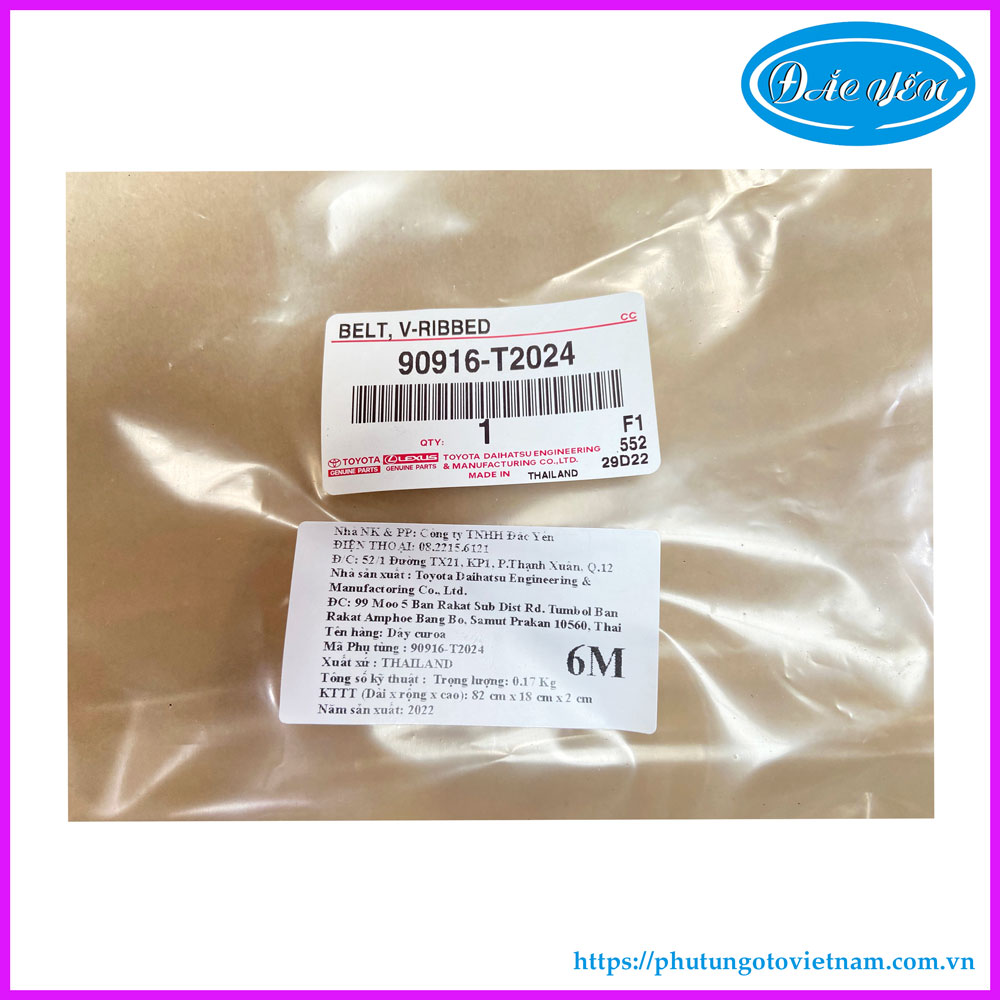 ĐẮC YẾN
BELT, V-RIBBED
CC
90916-T2024
QTY: 1
F1
552
29D22
TOYOTA
GENUINE PARTS
LEXUS
GENUINE PARTS
TOYOTA DAIHATSU ENGINEERING
& MANUFACTURING CO.,LTD.
MADE IN THAILAND
Nhà NK & PP: Công ty TNHH Đắc Yến
ĐIỆN THOẠI: 08.2215.6121
Đ/C: 52/1 Đường TX21, KP1, P.Thạnh Xuân, Q.12
Nhà sản xuất : Toyota Daihatsu Engineering &
Manufactoring Co., Ltd.
ĐC: 99 Moo 5 Ban Rakat Sub Dist Rd. Tumbol Ban
Rakat Amphoe Bang Bo, Samut Prakan 10560, Thai
Tên hàng: Dây curoa
Mã Phụ tùng : 90916-T2024
Xuất xứ : THAILAND
6M
Tông số kỹ thuật : Trọng lượng: 0.17 Kg
KTTT (Dài x rộng x cao): 82 cm x 18 cm x 2 cm
Năm sản xuất: 2022
https://phutungotovietnam.com.vn